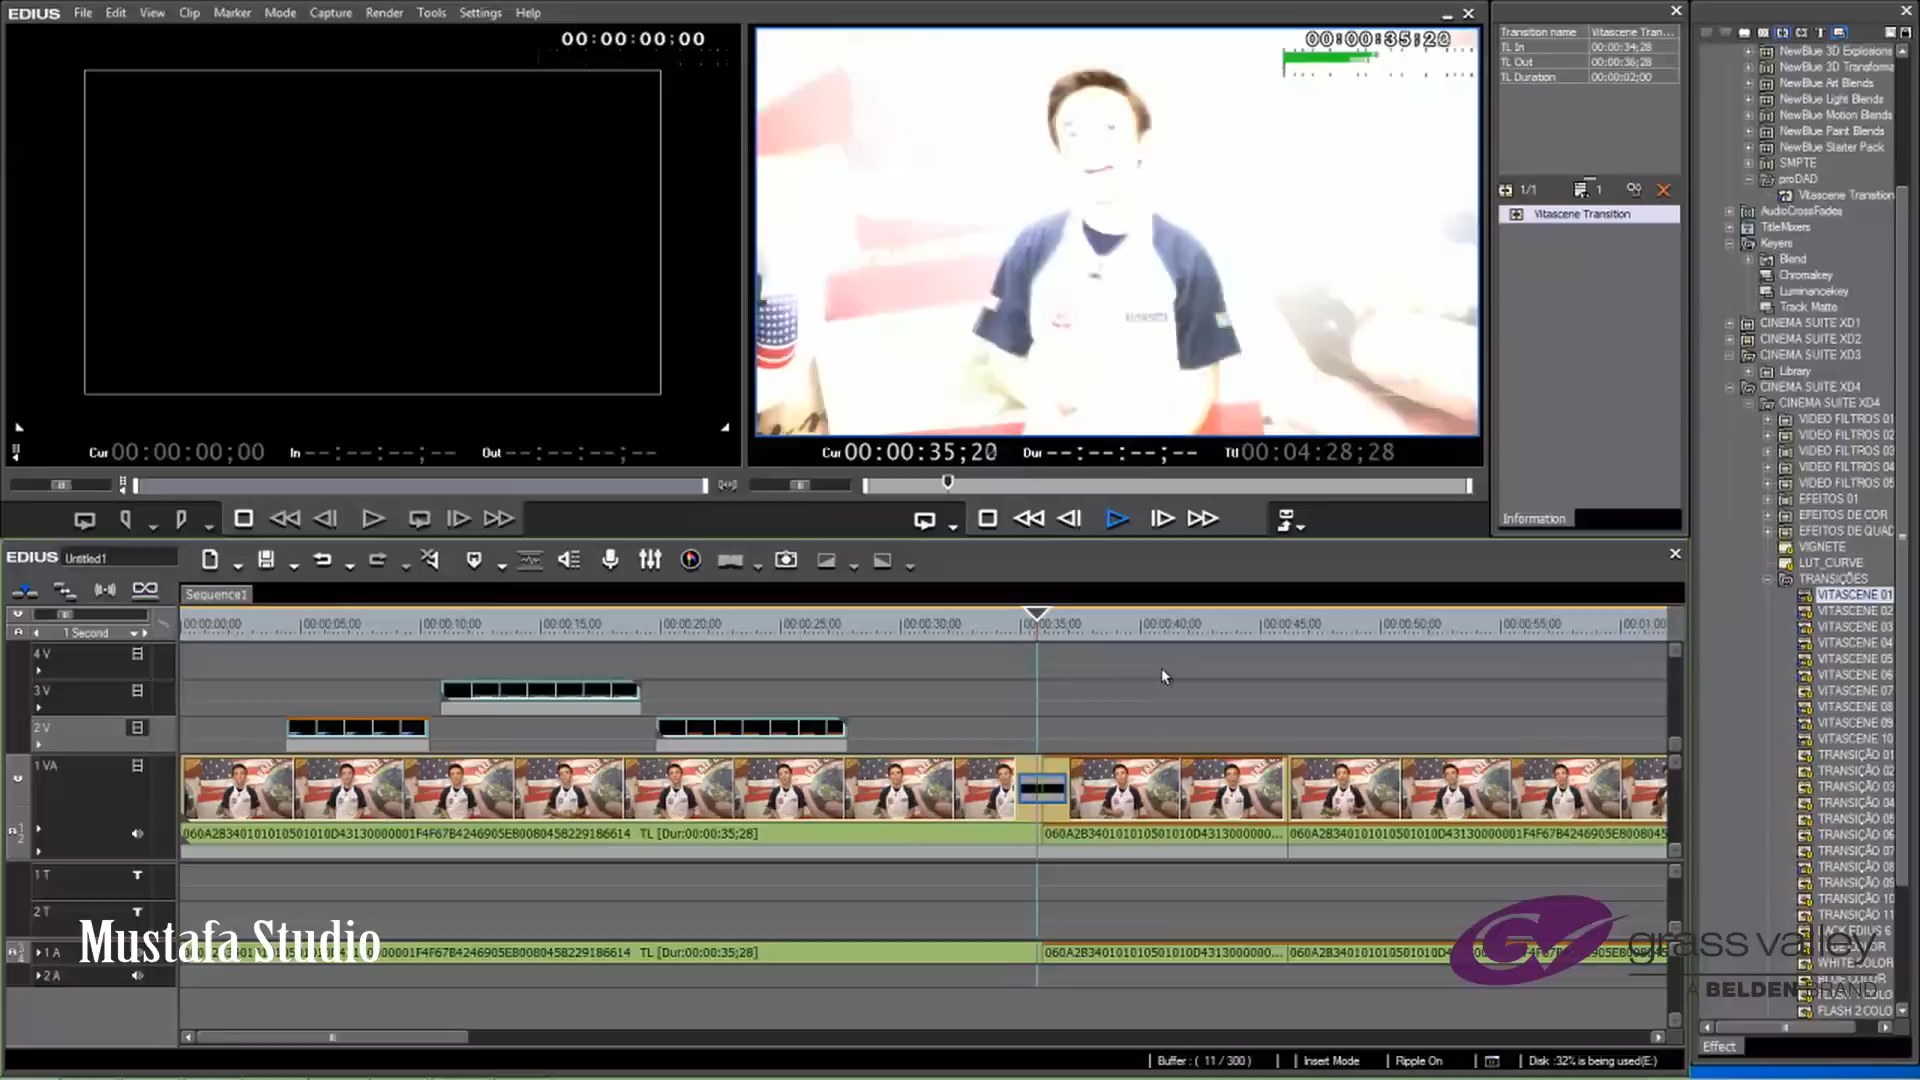 EDIUS File Edit View Clip Marker Mode Capture Render Tools Settings Help
00:00:00;00
00:00:35;20
Cur 00:00:00;00 In --:--:--;-- Out --:--:--;--
Cur 00:00:35;20 Dur --:--:--;-- Ttl 00:04:28;28
Transition name Vitascene Tran...
TL In 00:00:34;28
TL Out 00:00:36;28
TL Duration 00:00:02;00
1/1 1
Vitascene Transition
Information
NewBlue 3D Explosions
NewBlue 3D Transforma
NewBlue Art Blends
NewBlue Light Blends
NewBlue Motion Blends
NewBlue Paint Blends
NewBlue Starter Pack
SMPTE
proDAD
Vitascene Transition
AudioCrossFades
TitleMixers
Keyers
Blend
Chromakey
Luminancekey
Track Matte
CINEMA SUITE XD1
CINEMA SUITE XD2
CINEMA SUITE XD3
Library
CINEMA SUITE XD4
CINEMA SUITE XD4
VIDEO FILTROS 01
VIDEO FILTROS 02
VIDEO FILTROS 03
VIDEO FILTROS 04
VIDEO FILTROS 05
EFEITOS 01
EFEITOS DE COR
EFEITOS DE QUAD
VIGNETE
LUT_CURVE
TRANSIÇÕES
VITASCENE 01
VITASCENE 02
VITASCENE 03
VITASCENE 04
VITASCENE 05
VITASCENE 06
VITASCENE 07
VITASCENE 08
VITASCENE 09
VITASCENE 10
TRANSIÇÃO 01
TRANSIÇÃO 02
TRANSIÇÃO 03
TRANSIÇÃO 04
TRANSIÇÃO 05
TRANSIÇÃO 06
TRANSIÇÃO 07
TRANSIÇÃO 08
TRANSIÇÃO 09
TRANSIÇÃO 10
TRANSIÇÃO 11
EDIUS 6
WHITE COLOR
BLUE COLOR
FLASH 2 COLO
Effect
EDIUS Untitled1
Sequence1
1 Second
00:00:00;00 00:00:05;00 00:00:10;00 00:00:15;00 00:00:20;00 00:00:25;00 00:00:30;00 00:00:35;00 00:00:40;00 00:00:45;00 00:00:50;00 00:00:55;00 00:01:00
4 V
3 V
2 V
1 VA
060A2B340101010501010D43130000001F4F67B4246905E80080458229186614 TL [Dur:00:00:35;28] 060A2B340101010501010D4313000000... 060A2B340101010501010D43130000001F4F67B4246905E8008045
1 T T
2 T T
1 A
060A2B340101010501010D4313000000...
2 A
Mustafa Studio
GV grass valley
A BELDEN BRAND
Buffer : ( 11 / 300 ) Insert Mode Ripple On Disk :32% is being used(E:)